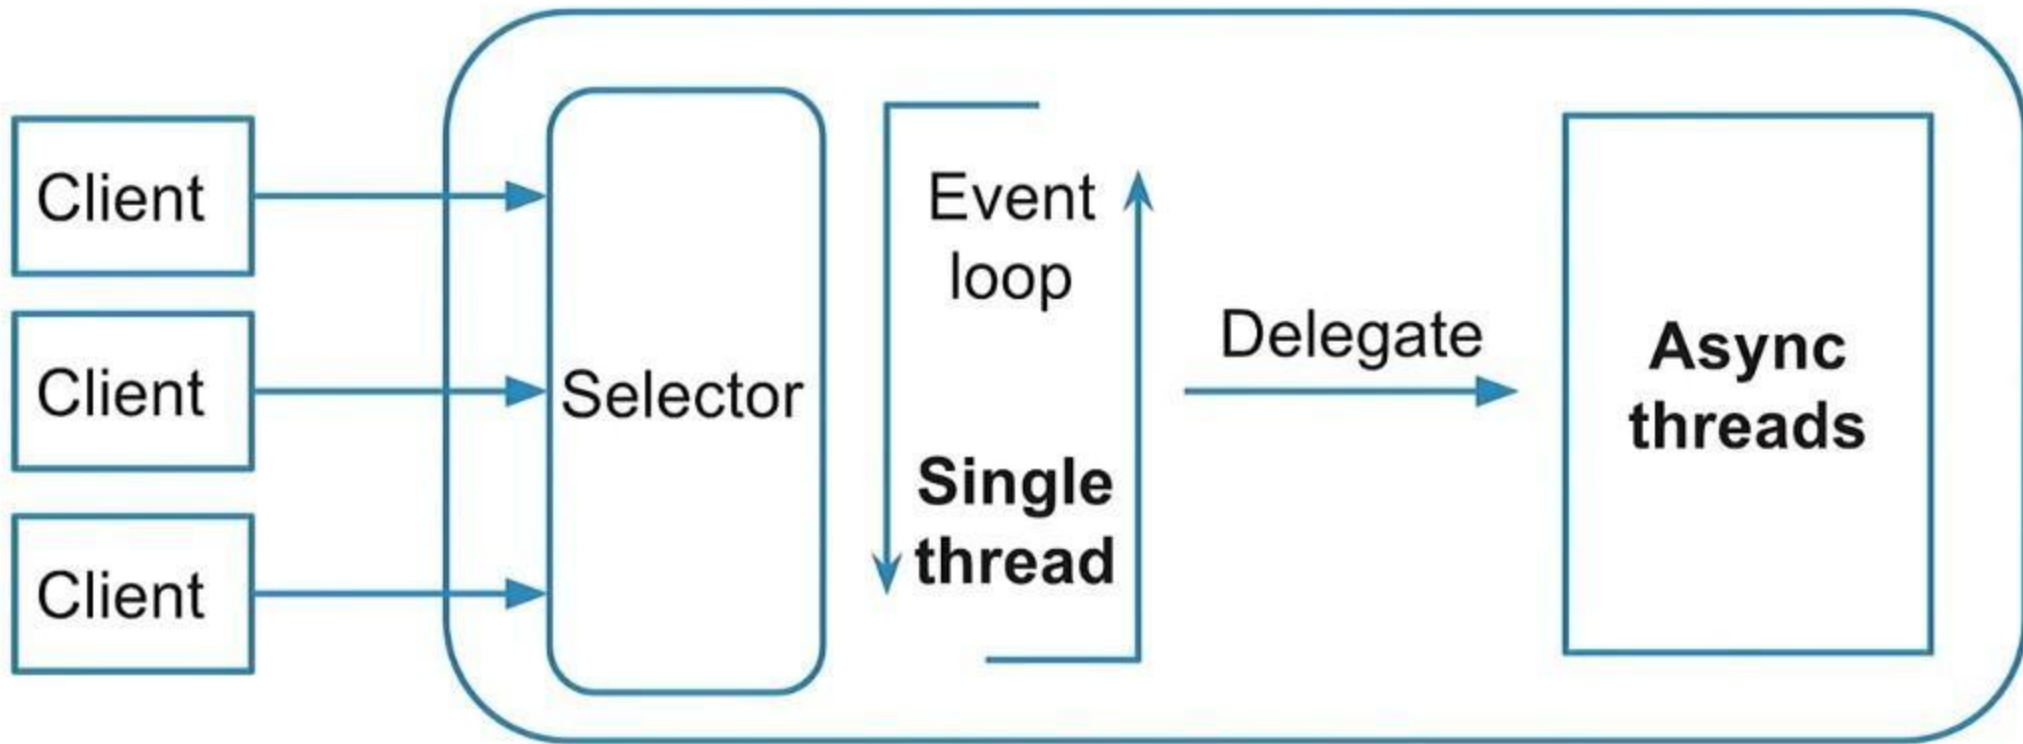 Client
Client
Client
Selector
Event
loop
Single
thread
Delegate
Async
threads